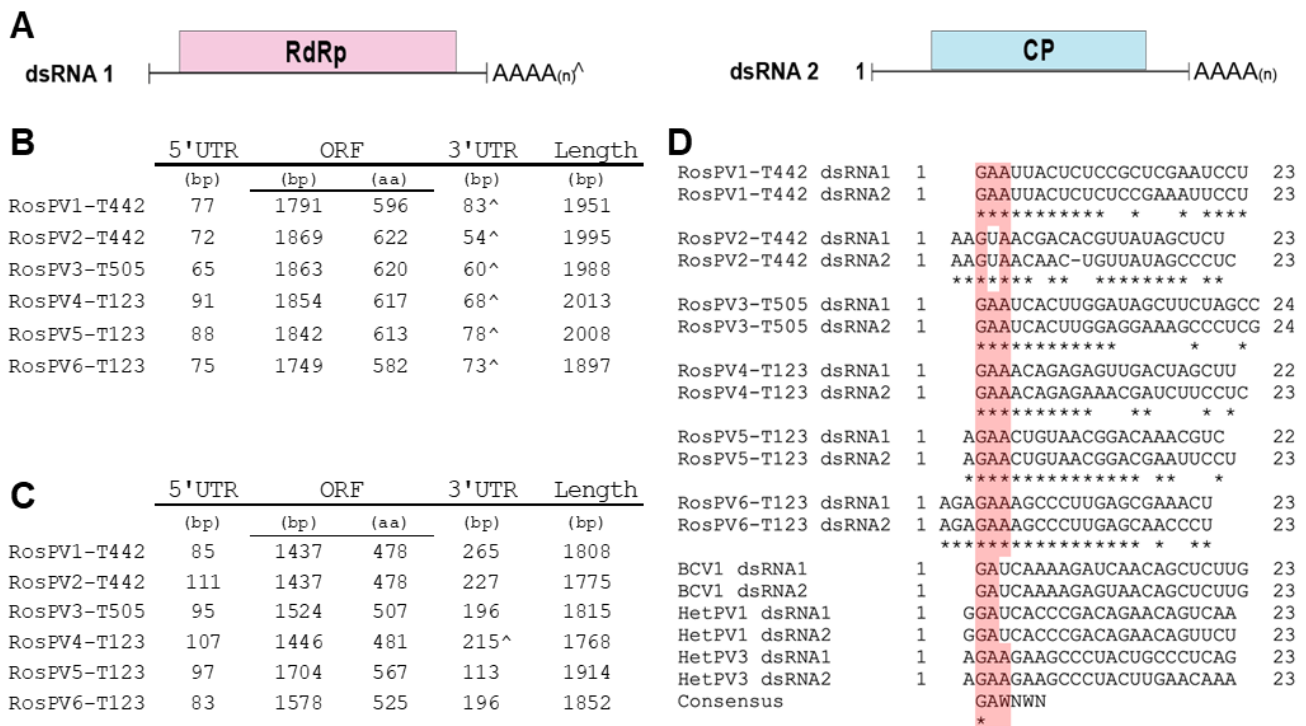 A
RdRp
dsRNA 1
AAAA(n)^
CP
dsRNA 2
1
AAAA(n)
B
5'UTR ORF 3'UTR Length
(bp) (bp) (aa) (bp) (bp)
RosPV1-T442 77 1791 596 83^ 1951
RosPV2-T442 72 1869 622 54^ 1995
RosPV3-T505 65 1863 620 60^ 1988
RosPV4-T123 91 1854 617 68^ 2013
RosPV5-T123 88 1842 613 78^ 2008
RosPV6-T123 75 1749 582 73^ 1897
C
5'UTR ORF 3'UTR Length
(bp) (bp) (aa) (bp) (bp)
RosPV1-T442 85 1437 478 265 1808
RosPV2-T442 111 1437 478 227 1775
RosPV3-T505 95 1524 507 196 1815
RosPV4-T123 107 1446 481 215^ 1768
RosPV5-T123 97 1704 567 113 1914
RosPV6-T123 83 1578 525 196 1852
D
RosPV1-T442 dsRNA1 1 GAAUUACUCUCCGCUCGAAUCCU 23
RosPV1-T442 dsRNA2 1 GAAUUACUCUCUCCGAAAUUCCU 23
*********** * * ****
RosPV2-T442 dsRNA1 1 AAGUAACGACACGUUAUAGCUCU 23
RosPV2-T442 dsRNA2 1 AAGUAACAAC-UGUUAUAGCCCUC 23
******* ** ******** **
RosPV3-T505 dsRNA1 1 GAAUCACUUGGAUAGCUUCUAGCC 24
RosPV3-T505 dsRNA2 1 GAAUCACUUGGAGGAAAGCCCUCG 24
************ * *
RosPV4-T123 dsRNA1 1 GAAACAGAGAGUUGACUAGCUU 22
RosPV4-T123 dsRNA2 1 GAAACAGAGAAACGAUCUUCCUC 23
********** ** * *
RosPV5-T123 dsRNA1 1 AGAACUGUAACGGACAAACGUC 22
RosPV5-T123 dsRNA2 1 AGAACUGUAACGGACGAAUUCCU 23
*************** ** *
RosPV6-T123 dsRNA1 1 AGAGAAAGCCCUUGAGCGAAACU 23
RosPV6-T123 dsRNA2 1 AGAGAAAGCCCUUGAGCAACCCU 23
***************** * **
BCV1 dsRNA1 1 GAUCAAAAGAUCAACAGCUCUUG 23
BCV1 dsRNA2 1 GAUCAAAAGAGUAACAGCUCUUG 23
HetPV1 dsRNA1 1 GGAUCACCCGACAGAACAGUCAA 23
HetPV1 dsRNA2 1 GGAUCACCCGACAGAACAGUUCU 23
HetPV3 dsRNA1 1 AGAAGAAGCCCUACUGCCCUCAG 23
HetPV3 dsRNA2 1 AGAAGAAGCCCUACUUGAACAAA 23
Consensus GAWNWN
*